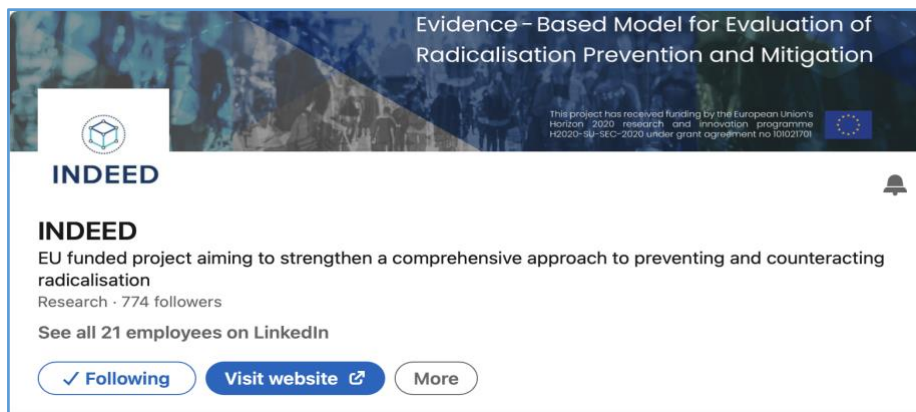 Evidence-Based Model for Evaluation of
Radicalisation Prevention and Mitigation
This project has received funding by the European Union's
Horizon 2020 research and innovation programme
H2020-SU-SEC-2020 under grant agreement no 101021701
INDEED
INDEED
EU funded project aiming to strengthen a comprehensive approach to preventing and counteracting
radicalisation
Research · 774 followers
See all 21 employees on LinkedIn
✓ Following
Visit website
More